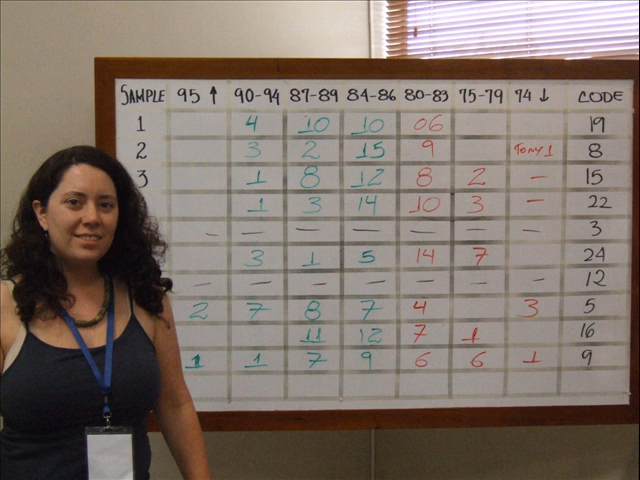 SAMPLE 95 ↑ 90-94 87-89 84-86 80-83 75-79 74 ↓ CODE
1 4 10 10 06 19
2 3 2 15 9 Tony 1 8
3 1 8 12 8 2 - 15
1 3 14 10 3 - 22
- - - - - - - 3
3 1 5 14 7 24
- - - - - - - 12
2 7 8 7 4 3 5
11 12 7 1 16
1 1 7 9 6 6 1 9